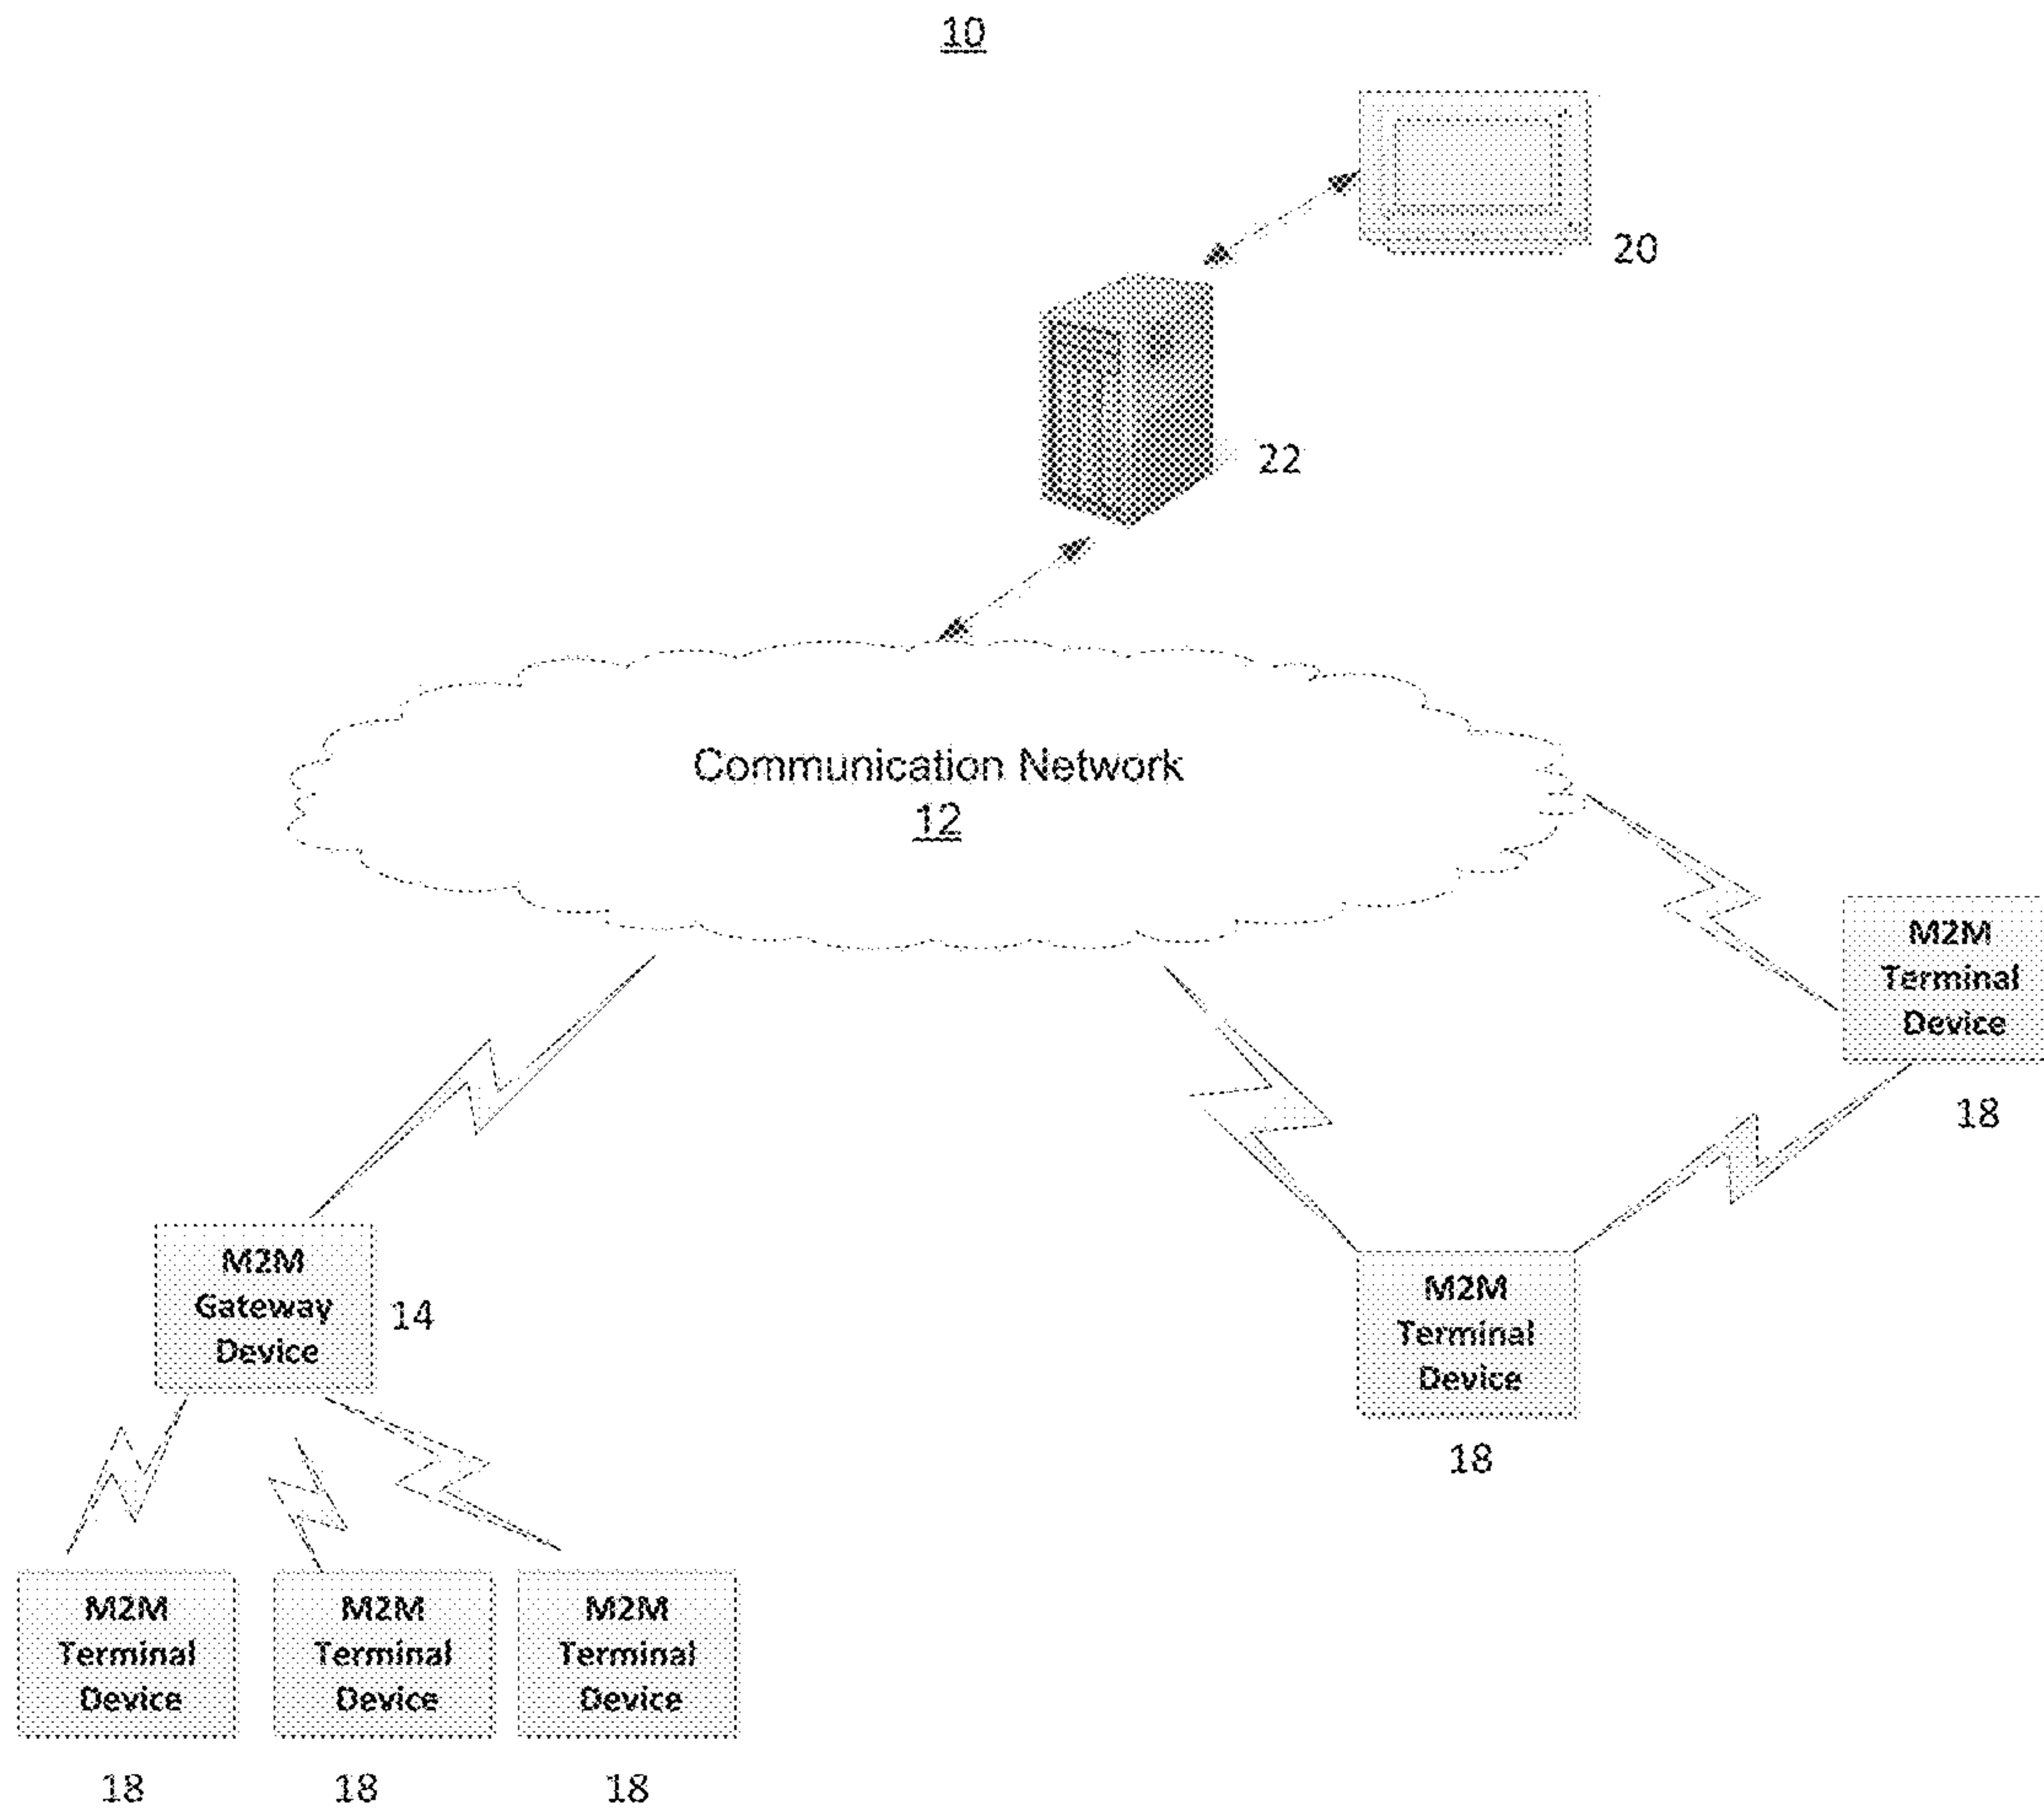 10
20
22
Communication Network
12
M2M
Terminal
Device
18
M2M
Gateway
Device
14
M2M
Terminal
Device
18
M2M
Terminal
Device
18
M2M
Terminal
Device
18
M2M
Terminal
Device
18